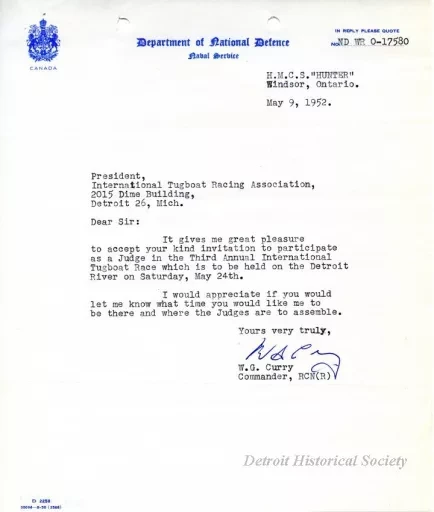 CANADA
Department of National Defence
Naval Service
IN REPLY PLEASE QUOTE
NO. ND WR 0-17580
H.M.C.S."HUNTER"
Windsor, Ontario.
May 9, 1952.
President,
International Tugboat Racing Association,
2015 Dime Building,
Detroit 26, Mich.
Dear Sir:
It gives me great pleasure
to accept your kind invitation to participate
as a Judge in the Third Annual International
Tugboat Race which is to be held on the Detroit
River on Saturday, May 24th.
I would appreciate if you would
let me know what time you would like me to
be there and where the Judges are to assemble.
Yours very truly,
W.G. Curry
Commander, RCN(R)
Detroit Historical Society